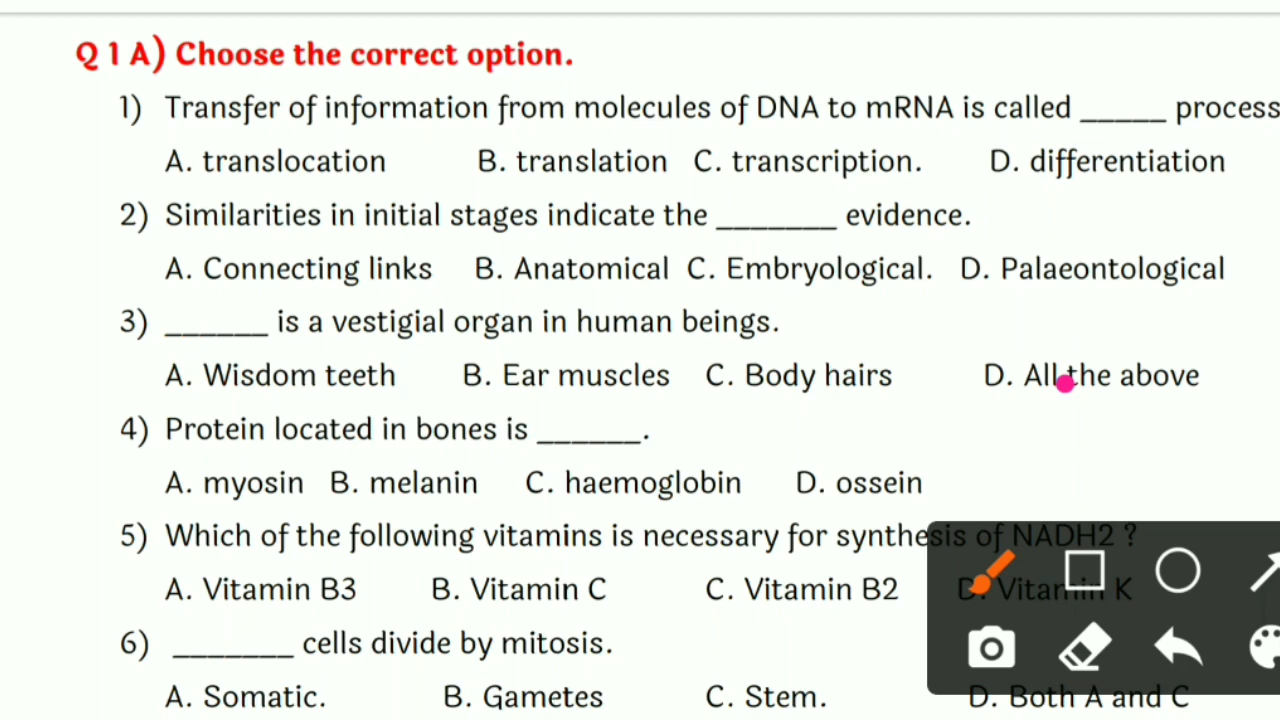 Q 1 A) Choose the correct option.
1) Transfer of information from molecules of DNA to mRNA is called _____ process
A. translocation B. translation C. transcription. D. differentiation
2) Similarities in initial stages indicate the _______ evidence.
A. Connecting links B. Anatomical C. Embryological. D. Palaeontological
3) ______ is a vestigial organ in human beings.
A. Wisdom teeth B. Ear muscles C. Body hairs D. All the above
4) Protein located in bones is ______.
A. myosin B. melanin C. haemoglobin D. ossein
5) Which of the following vitamins is necessary for synthesis of NADH2 ?
A. Vitamin B3 B. Vitamin C C. Vitamin B2 D. Vitamin K
6) _______ cells divide by mitosis.
A. Somatic. B. Gametes C. Stem. D. Both A and C